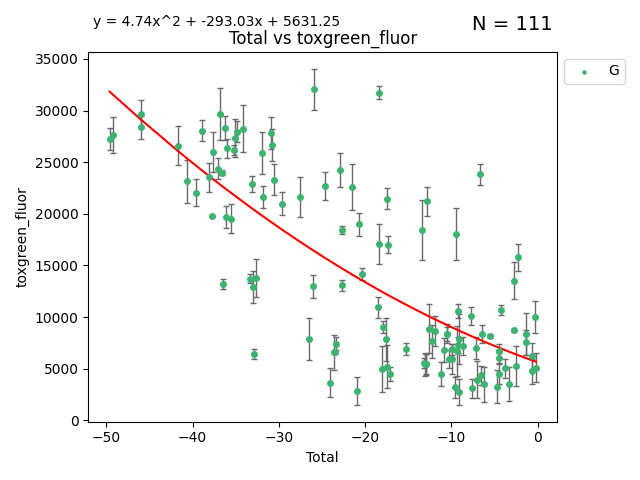 y = 4.74x^2 + -293.03x + 5631.25
N = 111
Total vs toxgreen_fluor
G
toxgreen_fluor
35000
30000
25000
20000
15000
10000
5000
0
−50 −40 −30 −20 −10 0
Total